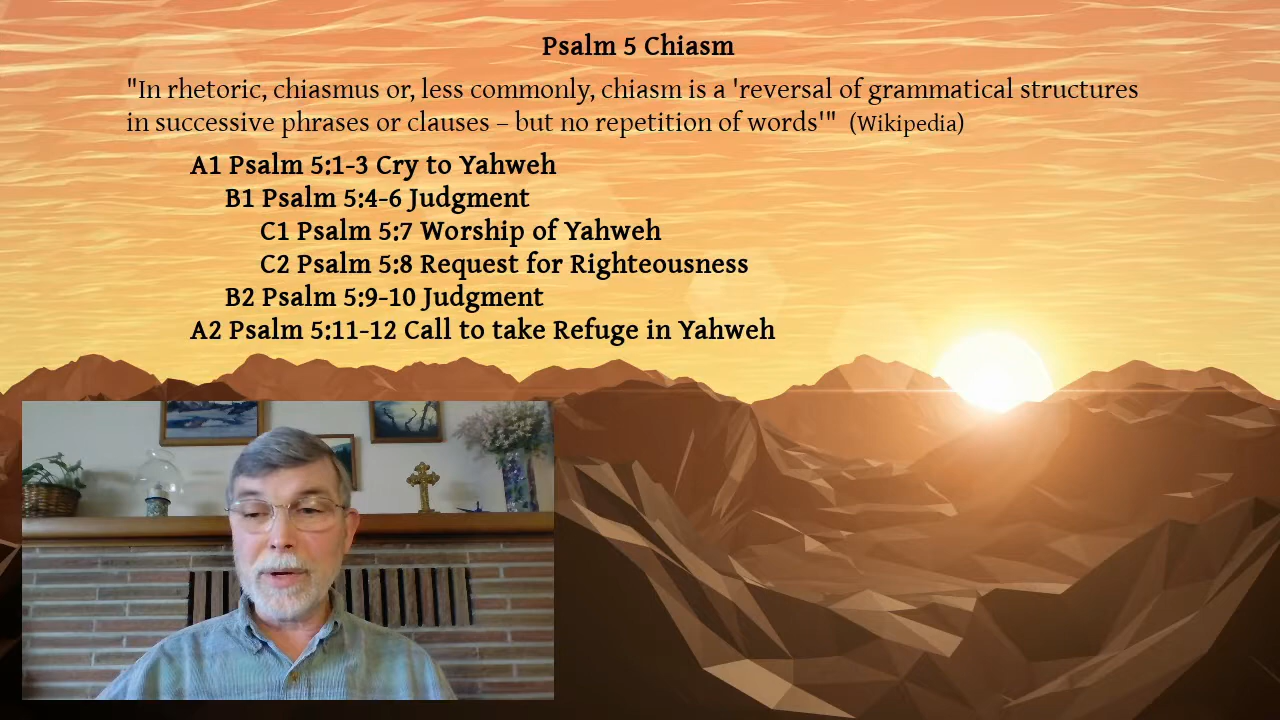 Psalm 5 Chiasm
"In rhetoric, chiasmus or, less commonly, chiasm is a 'reversal of grammatical structures
in successive phrases or clauses – but no repetition of words'" (Wikipedia)
A1 Psalm 5:1-3 Cry to Yahweh
B1 Psalm 5:4-6 Judgment
C1 Psalm 5:7 Worship of Yahweh
C2 Psalm 5:8 Request for Righteousness
B2 Psalm 5:9-10 Judgment
A2 Psalm 5:11-12 Call to take Refuge in Yahweh